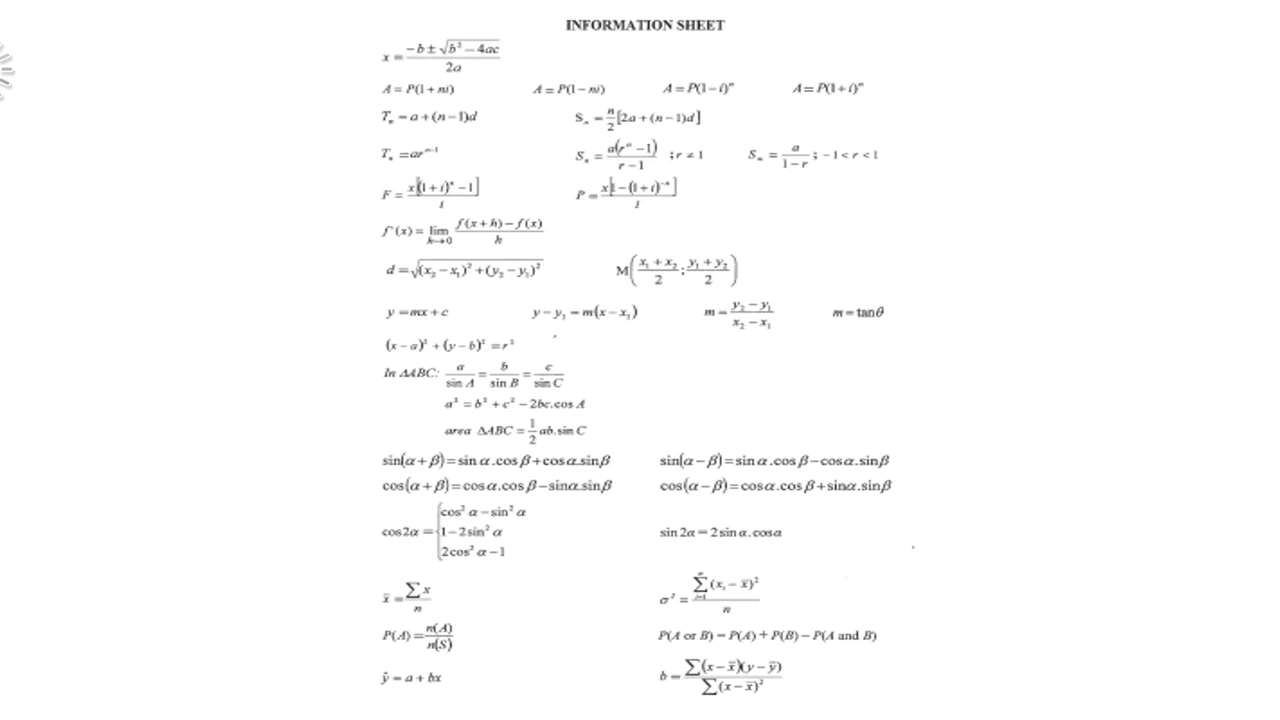 INFORMATION SHEET
x = (−b ± √(b² − 4ac)) / 2a
A = P(1 + ni) A = P(1 − ni) A = P(1 − i)ⁿ A = P(1 + i)ⁿ
Tₙ = a + (n − 1)d Sₙ = n/2 [2a + (n − 1)d]
Tₙ = arⁿ⁻¹ Sₙ = a(rⁿ − 1) / (r − 1) ; r ≠ 1 S∞ = a / (1 − r) ; −1 < r < 1
F = x[(1 + i)ⁿ − 1] / i P = x[1 − (1 + i)⁻ⁿ] / i
f'(x) = lim h→0 (f(x + h) − f(x)) / h
d = √((x₂ − x₁)² + (y₂ − y₁)²) M((x₁ + x₂)/2 ; (y₁ + y₂)/2)
y = mx + c y − y₁ = m(x − x₁) m = (y₂ − y₁) / (x₂ − x₁) m = tanθ
(x − a)² + (y − b)² = r²
In ΔABC: a / sin A = b / sin B = c / sin C
a² = b² + c² − 2bc.cos A
area ΔABC = 1/2 ab.sin C
sin(α + β) = sin α.cos β + cos α.sin β sin(α − β) = sin α.cos β − cos α.sin β
cos(α + β) = cos α.cos β − sin α.sin β cos(α − β) = cos α.cos β + sin α.sin β
cos 2α = { cos² α − sin² α
1 − 2 sin² α
2 cos² α − 1
sin 2α = 2 sin α.cos α
x̄ = ∑x / n σ² = ∑ i=1 n (xᵢ − x̄)² / n
P(A) = n(A) / n(S) P(A or B) = P(A) + P(B) − P(A and B)
ŷ = a + bx b = ∑(x − x̄)(y − ȳ) / ∑(x − x̄)²